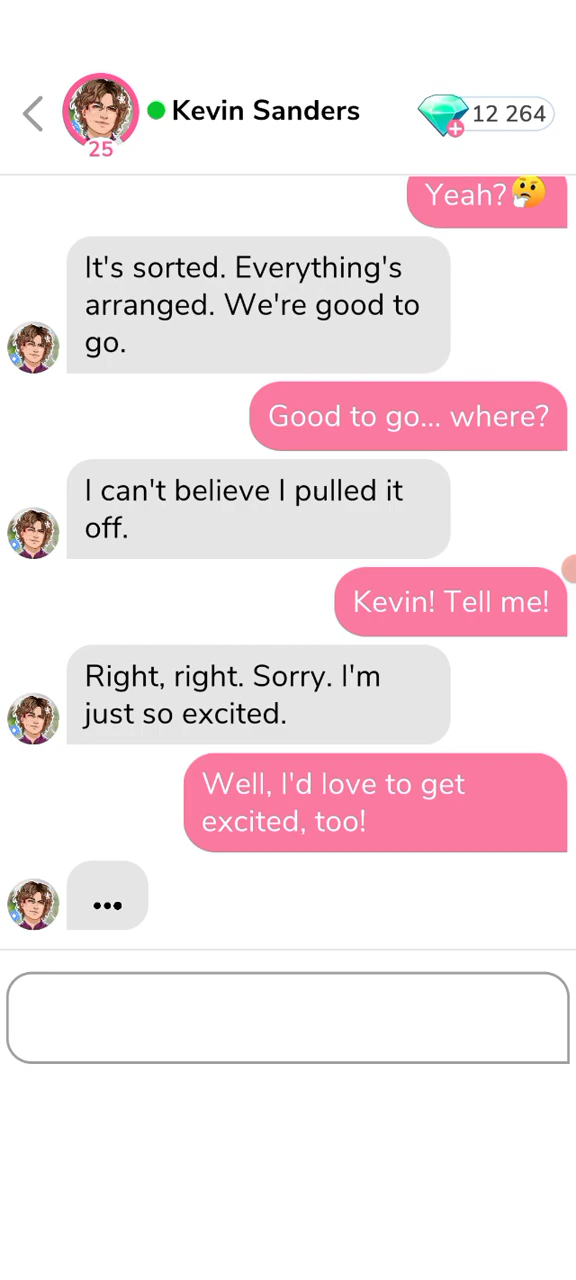 Kevin Sanders
12 264
25
Yeah?🤔
It's sorted. Everything's
arranged. We're good to
go.
Good to go... where?
I can't believe I pulled it
off.
Kevin! Tell me!
Right, right. Sorry. I'm
just so excited.
Well, I'd love to get
excited, too!
...